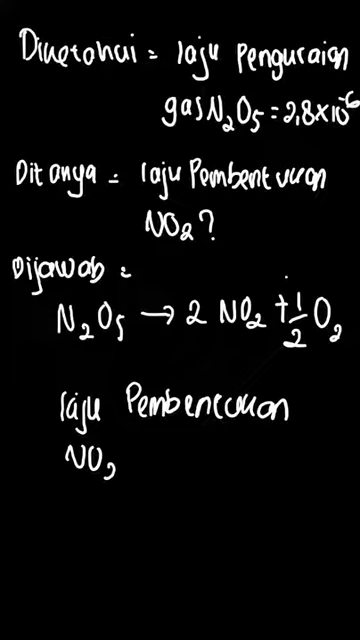 Diketahui = laju Penguraian
gas N₂O₅ = 2,8 x 10⁻⁶
Ditanya = laju Pembentukan
NO₂?
Dijawab =
N₂O₅ → 2 NO₂ + 1/2 O₂
laju Pembentukan
NO₂